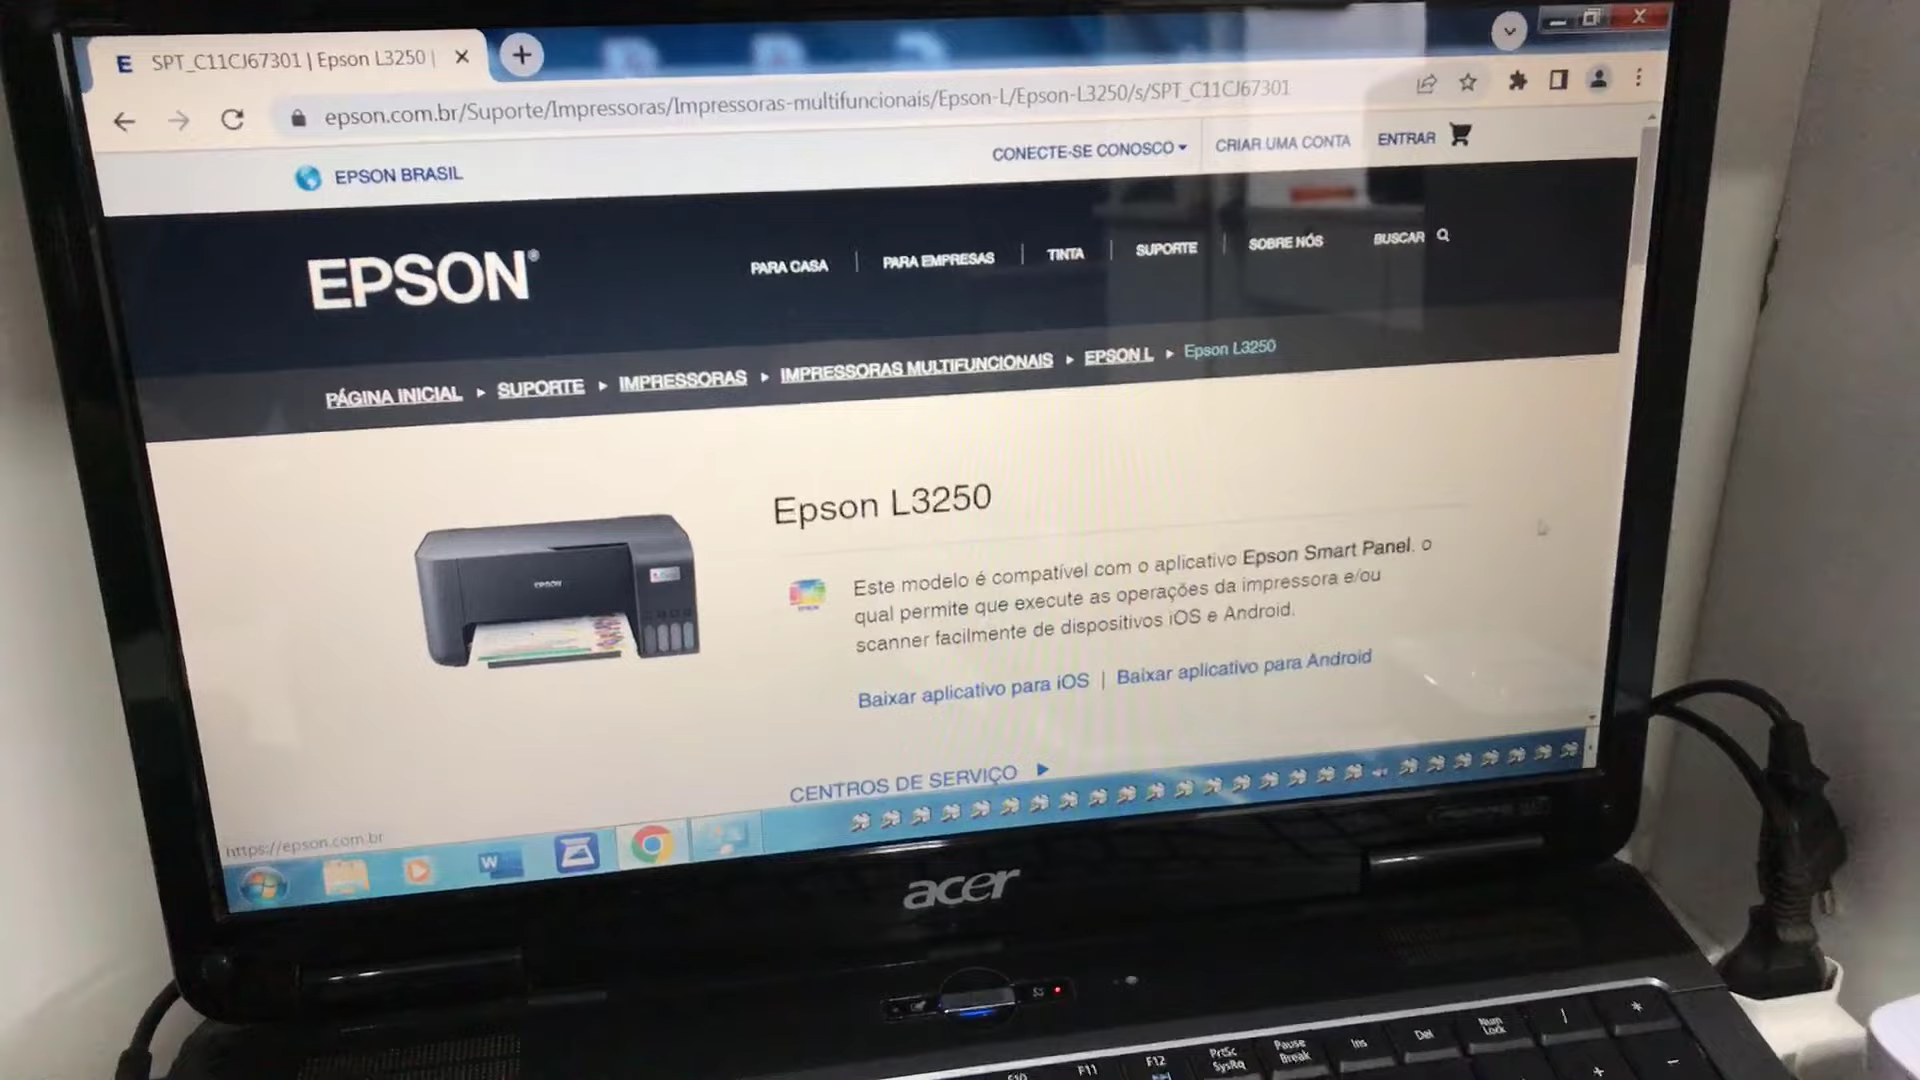 E SPT_C11CJ67301 | Epson L3250 |
epson.com.br/Suporte/Impressoras/Impressoras-multifuncionais/Epson-L/Epson-L3250/s/SPT_C11CJ67301
EPSON BRASIL CONECTE-SE CONOSCO CRIAR UMA CONTA ENTRAR
EPSON® PARA CASA | PARA EMPRESAS | TINTA | SUPORTE | SOBRE NÓS BUSCAR
PÁGINA INICIAL SUPORTE IMPRESSORAS IMPRESSORAS MULTIFUNCIONAIS EPSON L Epson L3250
Epson L3250
EPSON
Este modelo é compatível com o aplicativo Epson Smart Panel. o
qual permite que execute as operações da impressora e/ou
scanner facilmente de dispositivos iOS e Android.
Baixar aplicativo para iOS | Baixar aplicativo para Android
CENTROS DE SERVIÇO
https://epson.com.br
W
acer
F10 F11 F12 PrtSc SysRq Pause Break Ins Del Num Lock / *
+ -